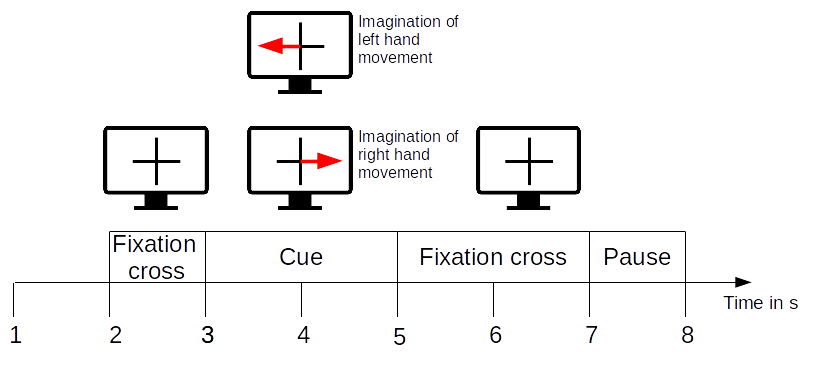 Imagination of
left hand
movement
Imagination of
right hand
movement
Fixation
cross
Cue
Fixation cross
Pause
Time in s
1 2 3 4 5 6 7 8